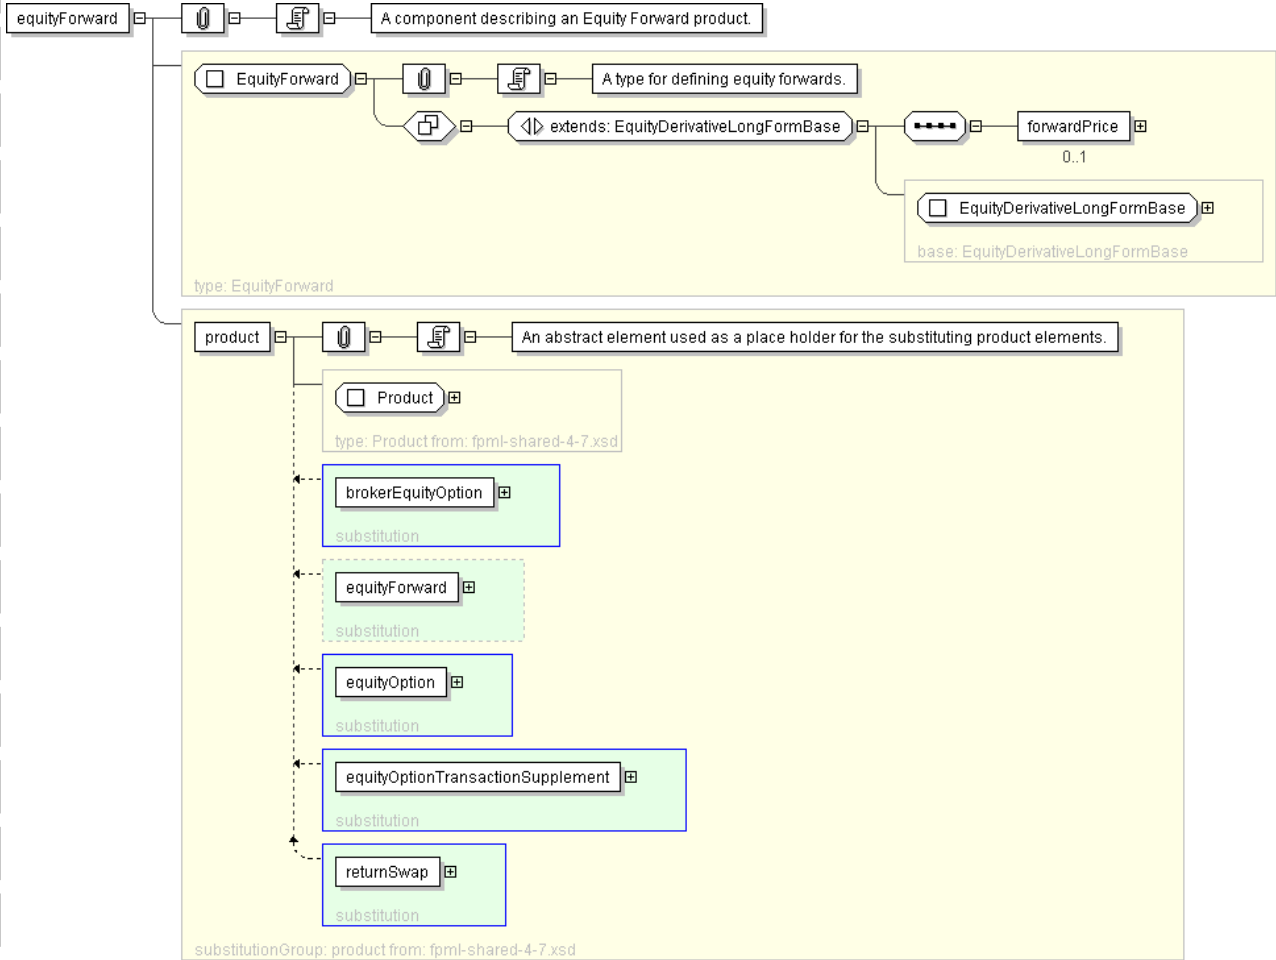 equityForward
A component describing an Equity Forward product.
EquityForward
A type for defining equity forwards.
extends: EquityDerivativeLongFormBase
forwardPrice
0..1
EquityDerivativeLongFormBase
base: EquityDerivativeLongFormBase
type: EquityForward
product
An abstract element used as a place holder for the substituting product elements.
Product
type: Product from: fpml-shared-4-7.xsd
brokerEquityOption
substitution
equityForward
substitution
equityOption
substitution
equityOptionTransactionSupplement
substitution
returnSwap
substitution
substitutionGroup: product from: fpml-shared-4-7.xsd